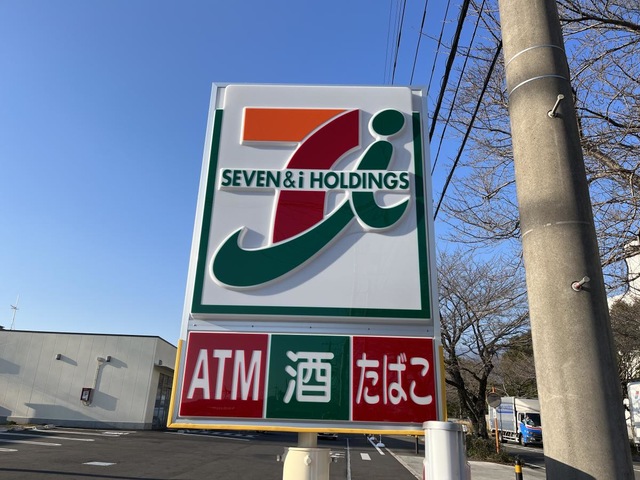 SEVEN & i HOLDINGS
ATM 酒 たばこ